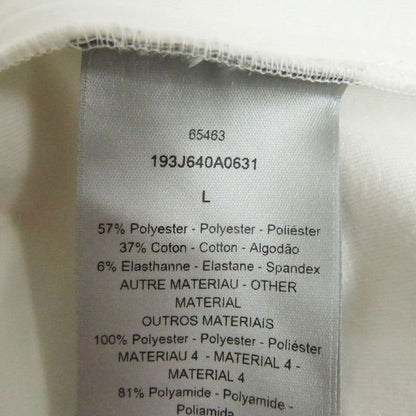 65463
193J640A0631
L
57% Polyester - Polyester - Poliéster
37% Coton - Cotton - Algodão
6% Elasthanne - Elastane - Spandex
AUTRE MATERIAU - OTHER
MATERIAL
OUTROS MATERIAIS
100% Polyester - Polyester - Poliéster
MATERIAU 4 - MATERIAL 4 -
MATERIAL 4
81% Polyamide - Polyamide -
Poliamida